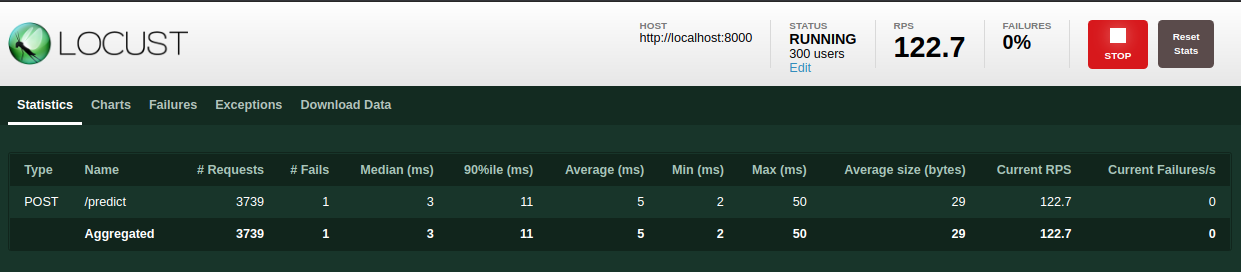 LOCUST
HOST
http://localhost:8000
STATUS
RUNNING
300 users
Edit
RPS
122.7
FAILURES
0%
STOP
Reset
Stats
Statistics Charts Failures Exceptions Download Data
Type Name # Requests # Fails Median (ms) 90%ile (ms) Average (ms) Min (ms) Max (ms) Average size (bytes) Current RPS Current Failures/s
POST /predict 3739 1 3 11 5 2 50 29 122.7 0
Aggregated 3739 1 3 11 5 2 50 29 122.7 0